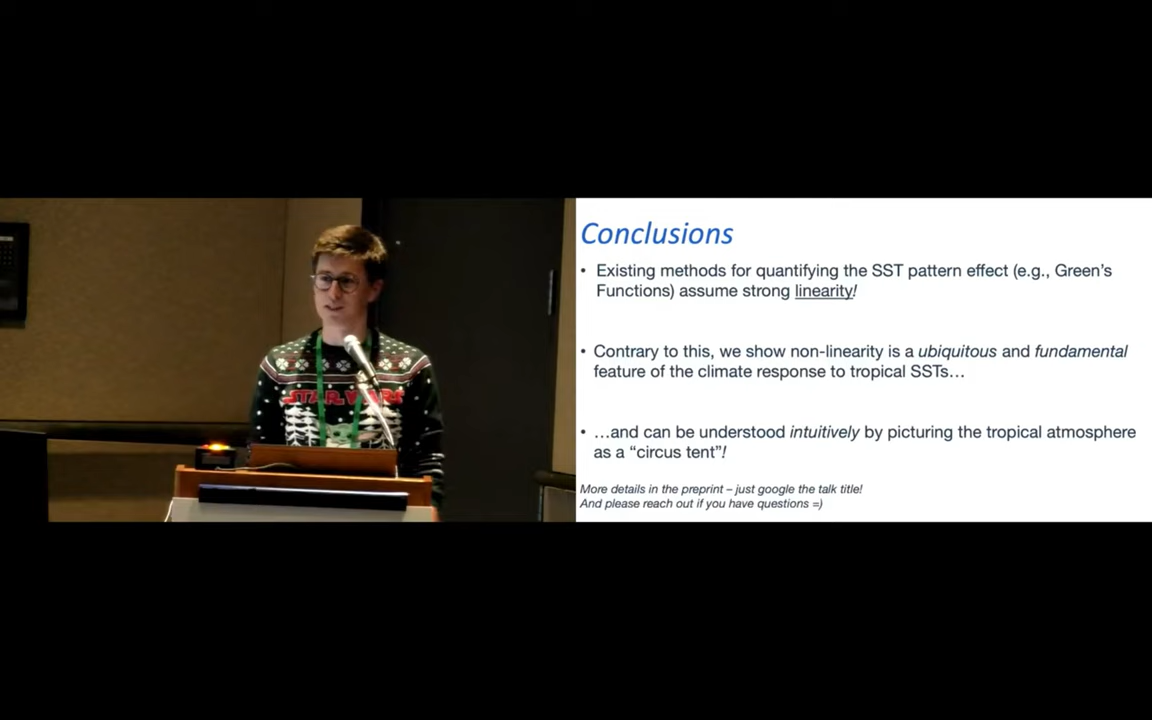 STAR WARS
Conclusions
• Existing methods for quantifying the SST pattern effect (e.g., Green's
Functions) assume strong linearity!
• Contrary to this, we show non-linearity is a ubiquitous and fundamental
feature of the climate response to tropical SSTs…
• …and can be understood intuitively by picturing the tropical atmosphere
as a “circus tent”!
More details in the preprint – just google the talk title!
And please reach out if you have questions =)